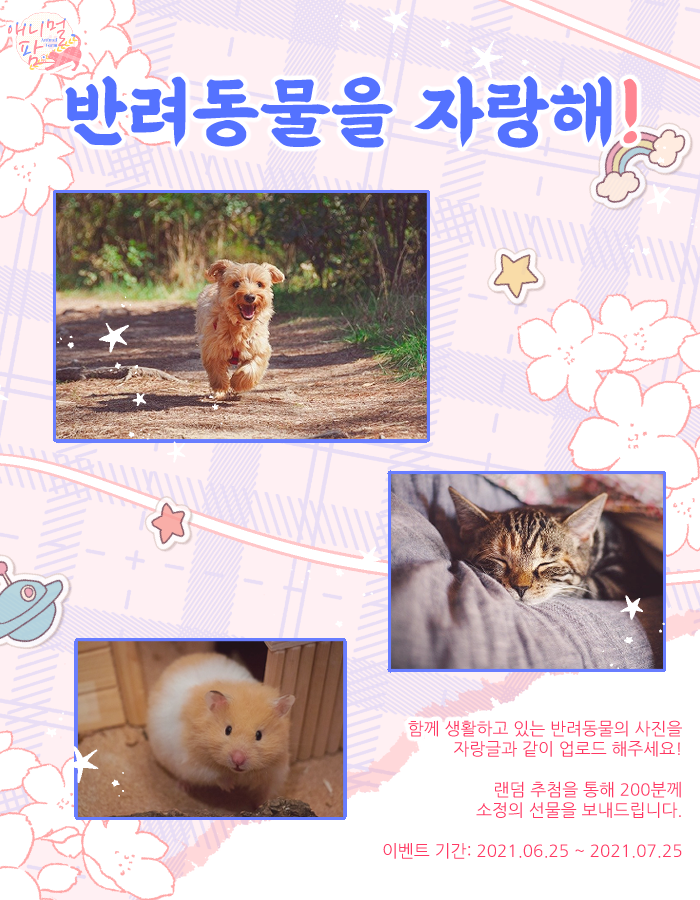 애니멀
팜
Animal
Farm
반려동물을 자랑해!
함께 생활하고 있는 반려동물의 사진을
자랑글과 같이 업로드 해주세요!
랜덤 추첨을 통해 200분께
소정의 선물을 보내드립니다.
이벤트 기간: 2021.06.25 ~ 2021.07.25